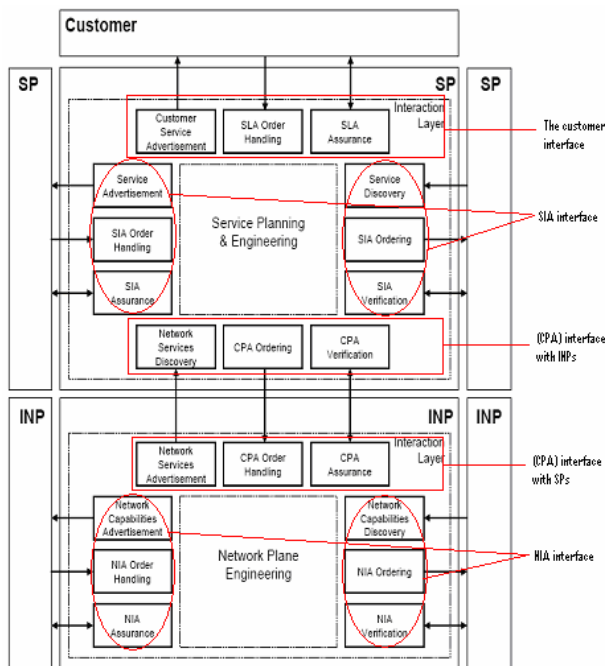 Customer
SP
SP
SP
Interaction
Layer
Customer
Service
Advertisement
SLA Order
Handling
SLA
Assurance
The customer
interface
Service
Advertisement
Service
Discovery
SIA interface
SIA Order
Handling
Service Planning
& Engineering
SIA Ordering
SIA
Assurance
SIA
Verification
Network
Services
Discovery
CPA Ordering
CPA
Verification
(CPA) interface
with INPs
INP
INP
INP
Interaction
Layer
Network
Services
Advertisement
CPA Order
Handling
CPA
Assurance
(CPA) interface
with SPs
Network
Capabilities
Advertisement
Network
Capabilities
Discovery
NIA interface
NIA Order
Handling
Network Plane
Engineering
NIA Ordering
NIA
Assurance
NIA
Verification